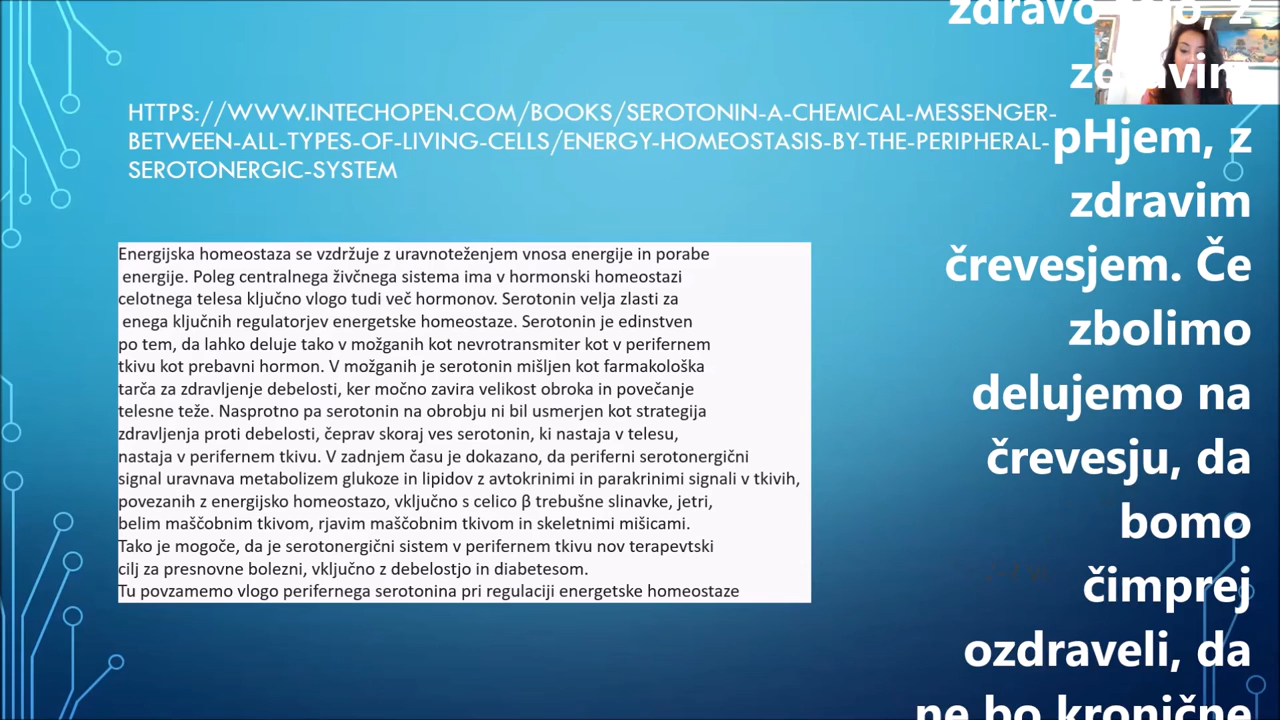 HTTPS://WWW.INTECHOPEN.COM/BOOKS/SEROTONIN-A-CHEMICAL-MESSENGER-
BETWEEN-ALL-TYPES-OF-LIVING-CELLS/ENERGY-HOMEOSTASIS-BY-THE-PERIPHERAL-
SEROTONERGIC-SYSTEM
Energijska homeostaza se vzdržuje z uravnoteženjem vnosa energije in porabe
energije. Poleg centralnega živčnega sistema ima v hormonski homeostazi
celotnega telesa ključno vlogo tudi več hormonov. Serotonin velja zlasti za
enega ključnih regulatorjev energetske homeostaze. Serotonin je edinstven
po tem, da lahko deluje tako v možganih kot nevrotransmiter kot v perifernem
tkivu kot prebavni hormon. V možganih je serotonin mišljen kot farmakološka
tarča za zdravljenje debelosti, ker močno zavira velikost obroka in povečanje
telesne teže. Nasprotno pa serotonin na obrobju ni bil usmerjen kot strategija
zdravljenja proti debelosti, čeprav skoraj ves serotonin, ki nastaja v telesu,
nastaja v perifernem tkivu. V zadnjem času je dokazano, da periferni serotonergični
signal uravnava metabolizem glukoze in lipidov z avtokrinimi in parakrinimi signali v tkivih,
povezanih z energijsko homeostazo, vključno s celico β trebušne slinavke, jetri,
belim maščobnim tkivom, rjavim maščobnim tkivom in skeletnimi mišicami.
Tako je mogoče, da je serotonergični sistem v perifernem tkivu nov terapevtski
cilj za presnovne bolezni, vključno z debelostjo in diabetesom.
Tu povzamemo vlogo perifernega serotonina pri regulaciji energetske homeostaze
z
pHjem, z
zdravim
črevesjem. Če
zbolimo
delujemo na
črevesju, da
bomo
čimprej
ozdraveli, da
ne bo kronične